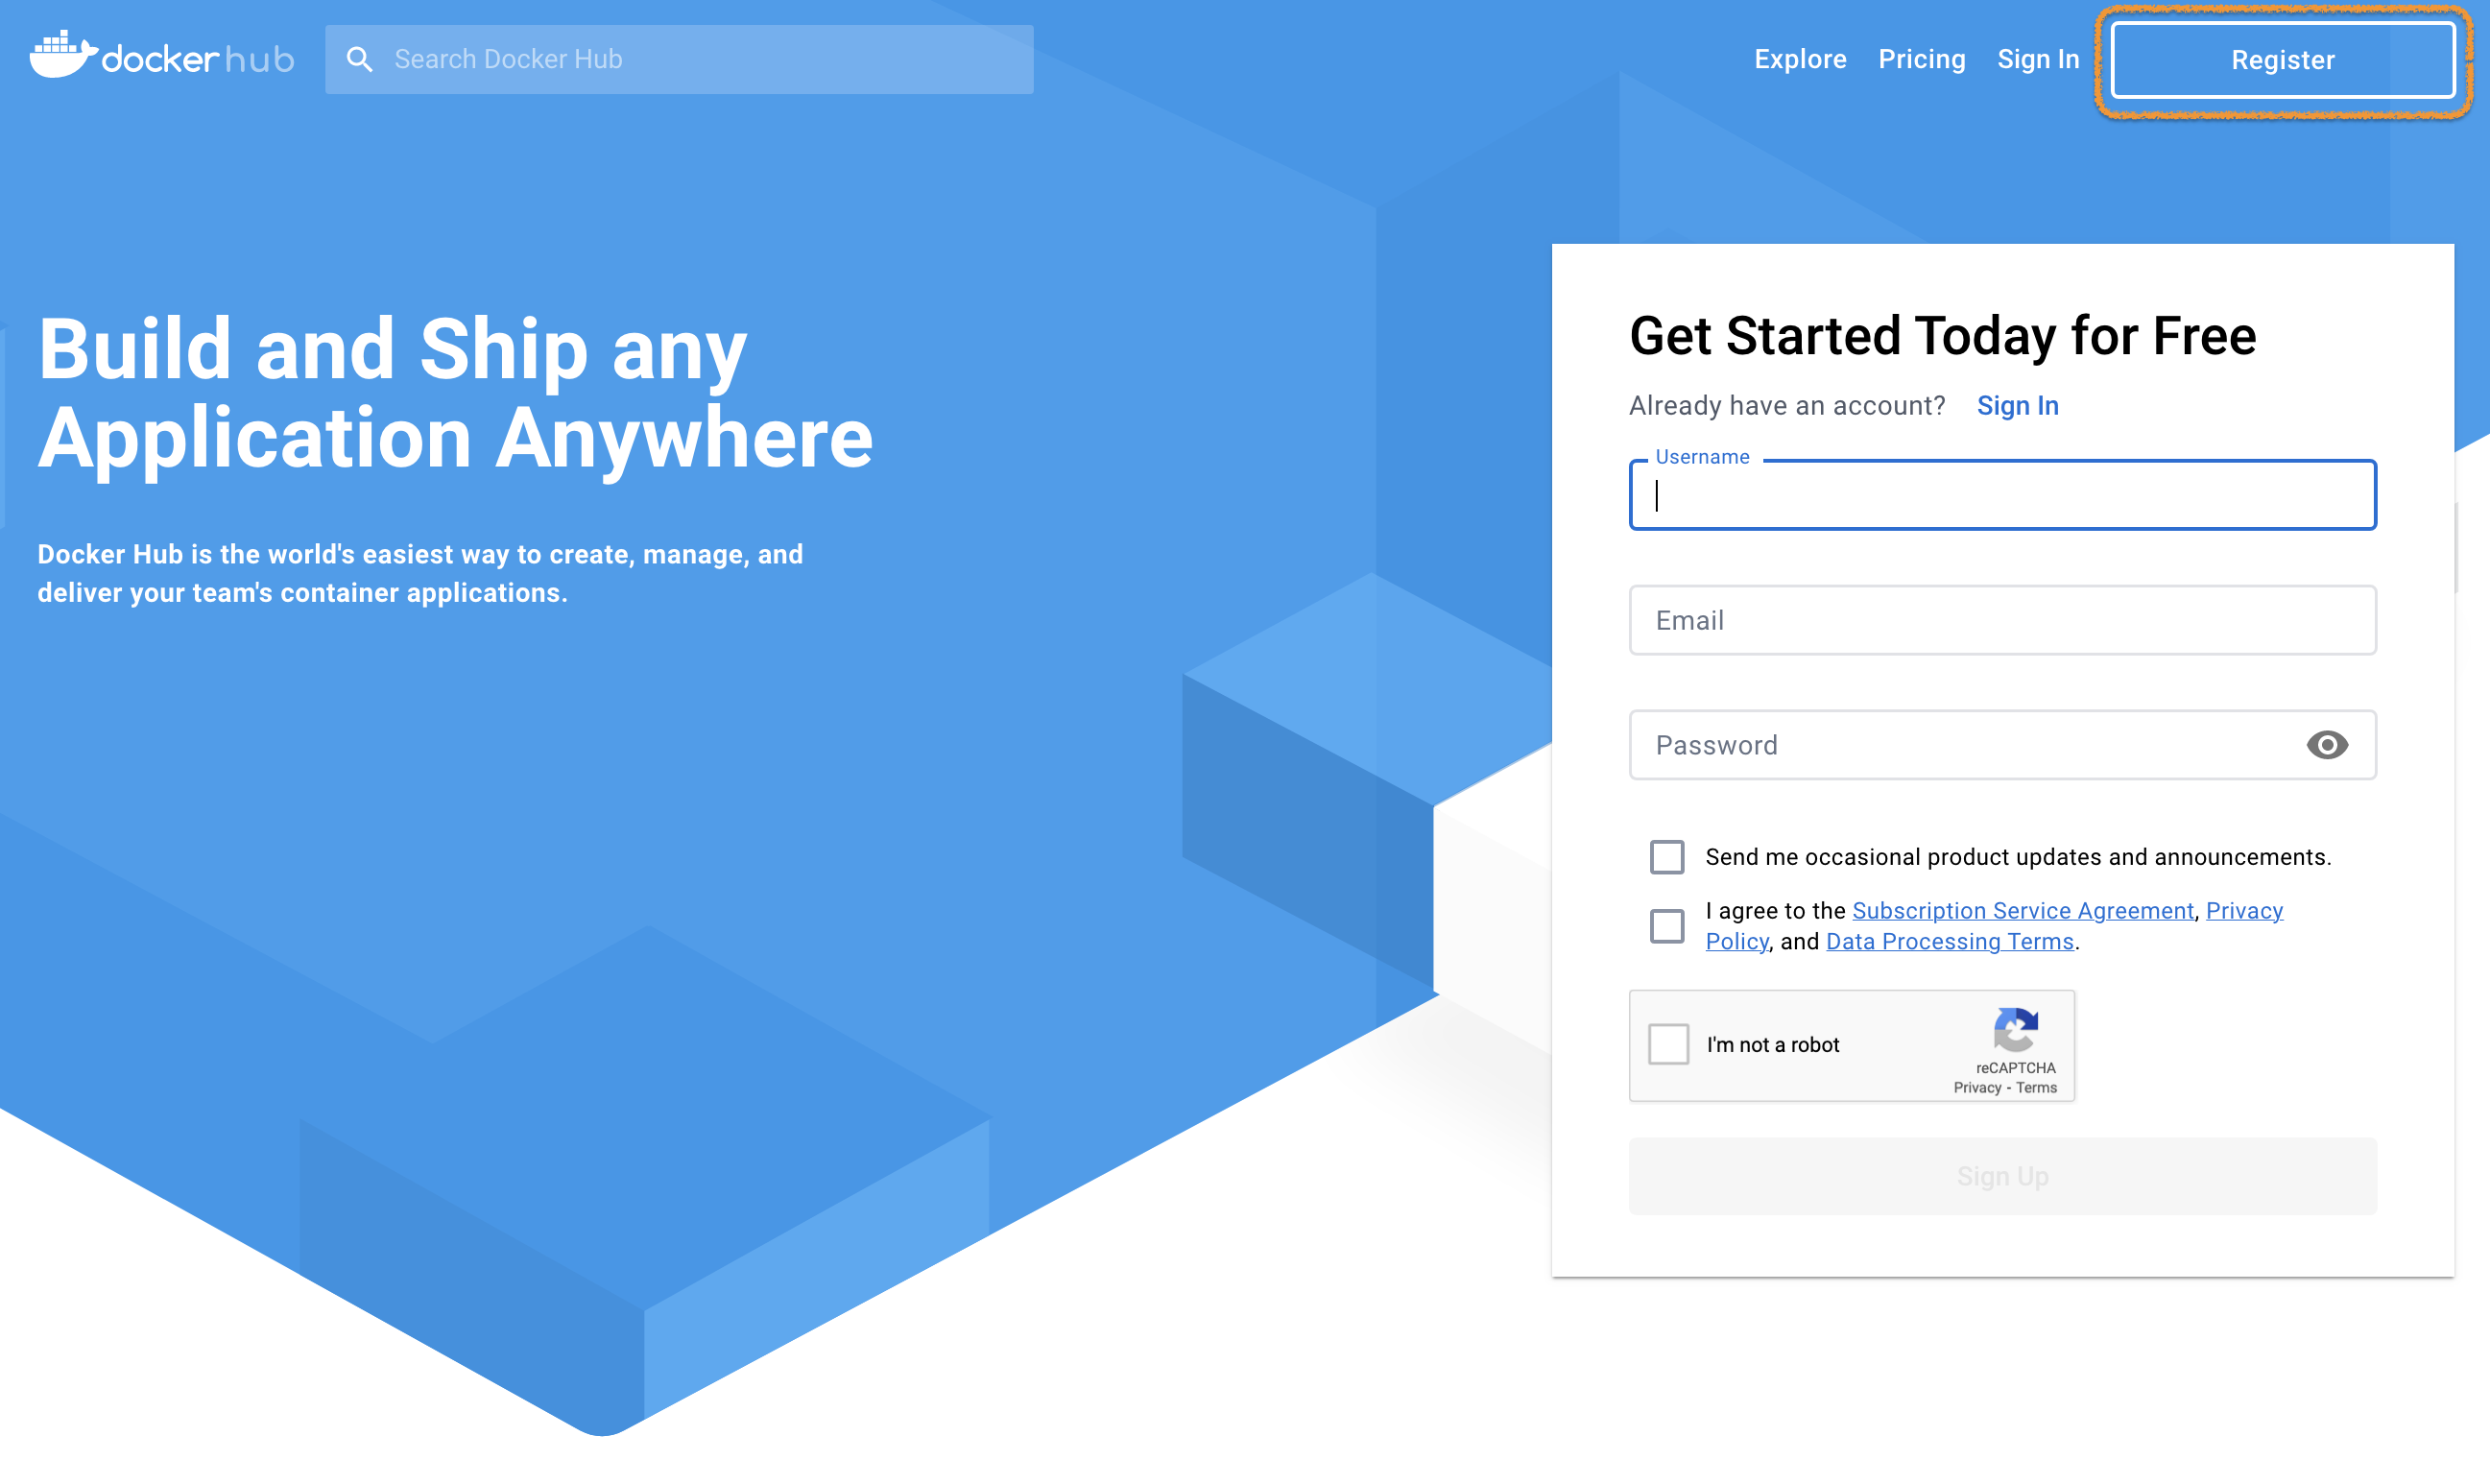 docker hub
Search Docker Hub
Explore Pricing Sign In Register
Build and Ship any
Application Anywhere
Docker Hub is the world's easiest way to create, manage, and
deliver your team's container applications.
Get Started Today for Free
Already have an account? Sign In
Username
Email
Password
Send me occasional product updates and announcements.
I agree to the Subscription Service Agreement, Privacy
Policy, and Data Processing Terms.
I'm not a robot
reCAPTCHA
Privacy - Terms
Sign Up